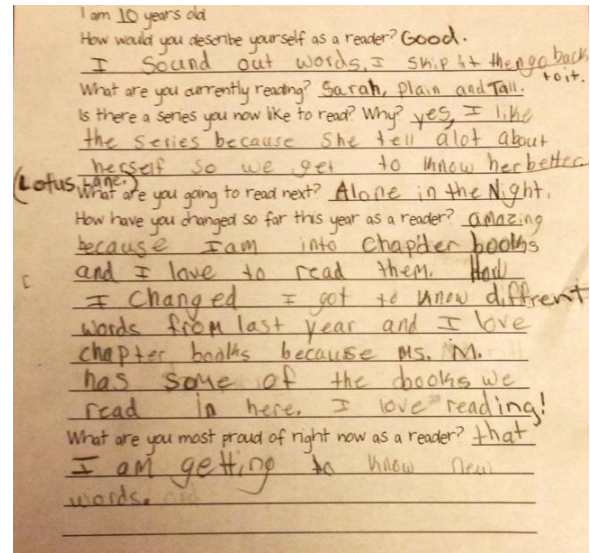 I am 10 years old
How would you describe yourself as a reader? Good.
I Sound out words, I skip it then go back to it.
What are you currently reading? Sarah, plain and Tall.
Is there a series you now like to read? Why? yes, I like
the series because she tell alot about
herself so we get to know her better
(Lotus Lane.)
What are you going to read next? Alone in the Night.
How have you changed so far this year as a reader? amazing
because I am into chapter books
and I love to read them. How
I Changed I got to know diffrent
words from last year and I love
chapter books because Ms. M.
has some of the books we
read in here. I love reading!
What are you most proud of right now as a reader? that
I am getting to know new
words.